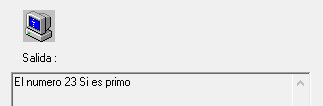 Salida :
El numero 23 Si es primo